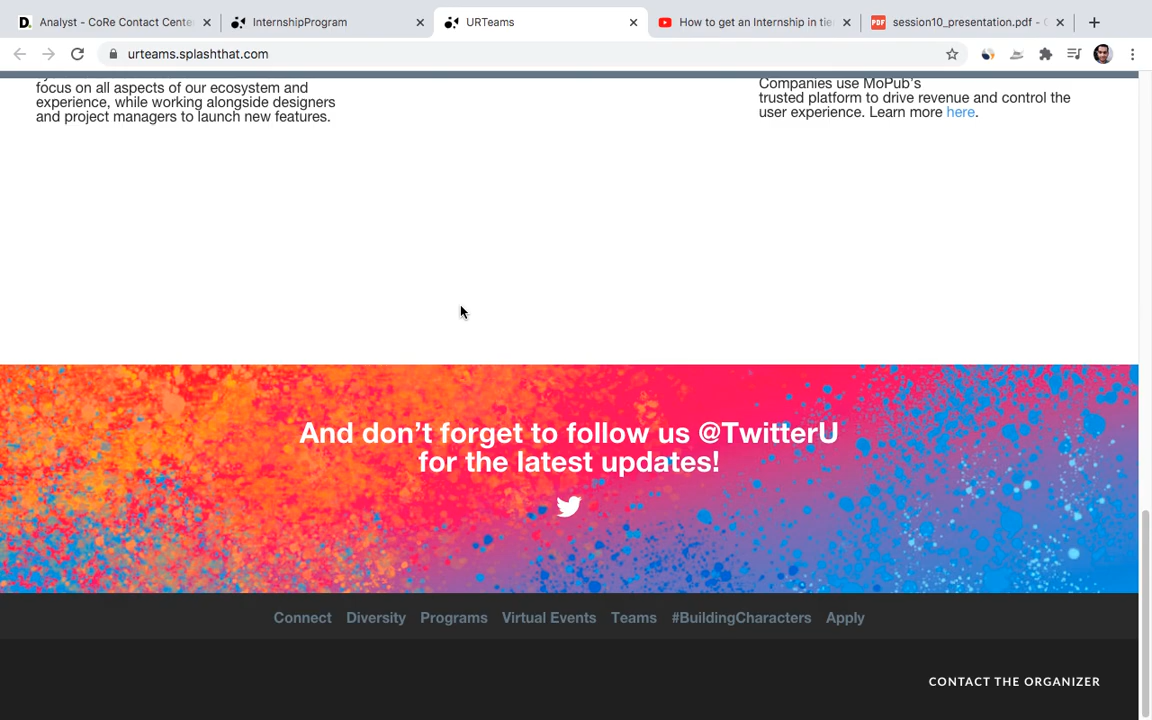 Analyst - CoRe Contact Cente
InternshipProgram
URTeams
How to get an Internship in tie
session10_presentation.pdf -
urteams.splashthat.com
focus on all aspects of our ecosystem and
experience, while working alongside designers
and project managers to launch new features.
Companies use MoPub's
trusted platform to drive revenue and control the
user experience. Learn more here.
And don't forget to follow us @TwitterU
for the latest updates!
Connect Diversity Programs Virtual Events Teams #BuildingCharacters Apply
CONTACT THE ORGANIZER